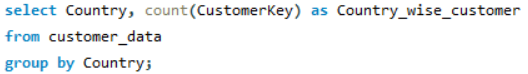 select Country, count(CustomerKey) as Country_wise_customer
from customer_data
group by Country;